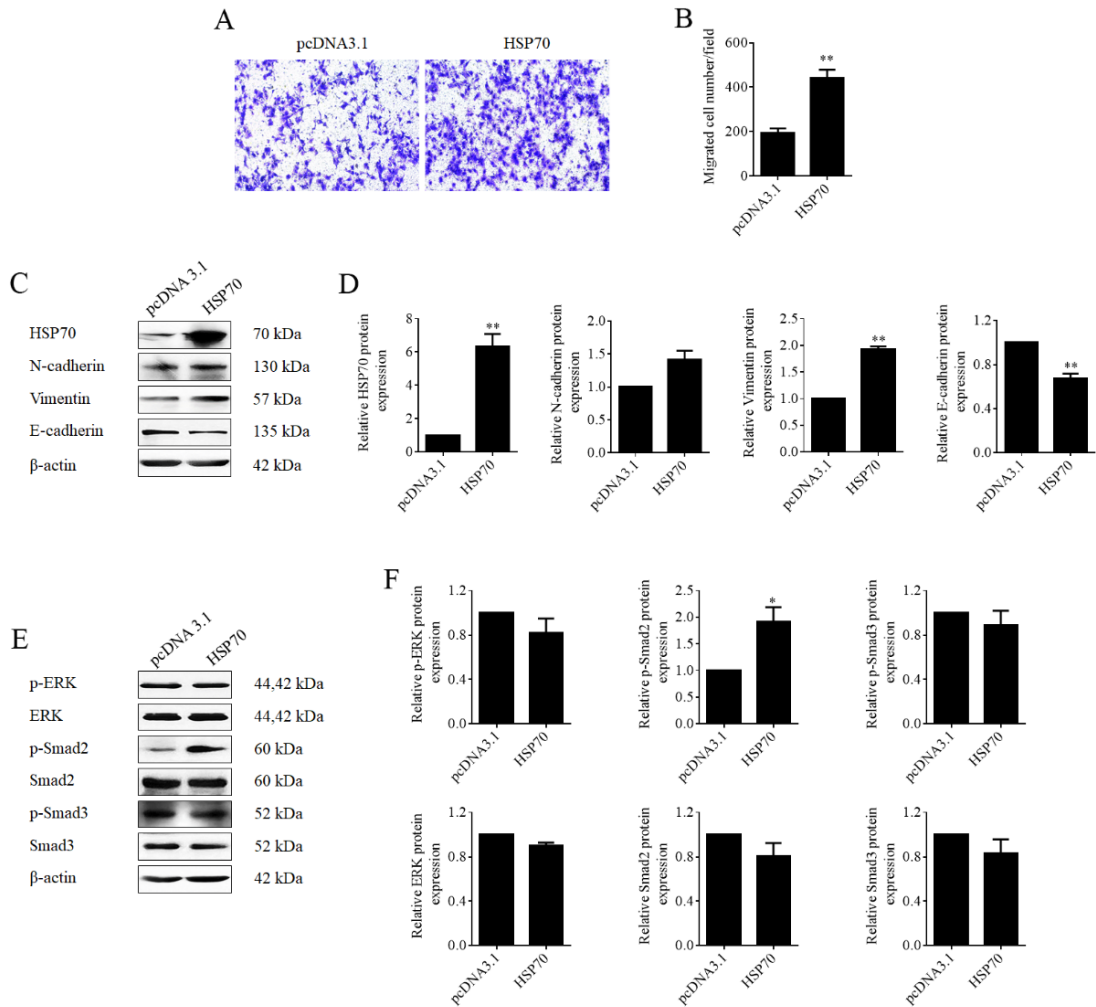 A
pcDNA3.1
HSP70
B
Migrated cell number/field
600
400
200
0
**
pcDNA3.1
HSP70
C
pcDNA 3.1
HSP70
HSP70
70 kDa
N-cadherin
130 kDa
Vimentin
57 kDa
E-cadherin
135 kDa
β-actin
42 kDa
D
Relative HSP70 protein
expression
8
6
4
2
0
**
pcDNA3.1
HSP70
Relative N-cadherin protein
expression
2.0
1.5
1.0
0.5
0.0
pcDNA3.1
HSP70
Relative Vimentin protein
expression
2.5
2.0
1.5
1.0
0.5
0.0
**
pcDNA3.1
HSP70
Relative E-cadherin protein
expression
1.2
0.9
0.6
0.3
0.0
**
pcDNA3.1
HSP70
E
pcDNA 3.1
HSP70
p-ERK
44,42 kDa
ERK
44,42 kDa
p-Smad2
60 kDa
Smad2
60 kDa
p-Smad3
52 kDa
Smad3
52 kDa
β-actin
42 kDa
F
Relative p-ERK protein
expression
1.2
0.8
0.4
0.0
pcDNA3.1
HSP70
Relative p-Smad2 protein
expression
2.5
2.0
1.5
1.0
0.5
0.0
*
pcDNA3.1
HSP70
Relative p-Smad3 protein
expression
1.2
0.8
0.4
0.0
pcDNA3.1
HSP70
Relative ERK protein
expression
1.2
0.8
0.4
0.0
pcDNA3.1
HSP70
Relative Smad2 protein
expression
1.2
0.8
0.4
0.0
pcDNA3.1
HSP70
Relative Smad3 protein
expression
1.2
0.8
0.4
0.0
pcDNA3.1
HSP70